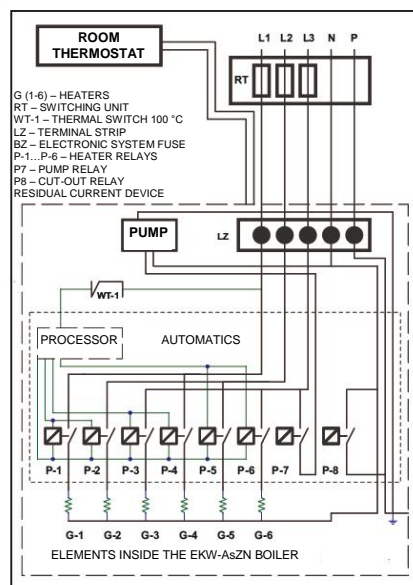 ROOM
THERMOSTAT
L1 L2 L3 N P
RT
G (1-6) – HEATERS
RT – SWITCHING UNIT
WT-1 – THERMAL SWITCH 100 °C
LZ – TERMINAL STRIP
BZ – ELECTRONIC SYSTEM FUSE
P-1...P-6 – HEATER RELAYS
P7 – PUMP RELAY
P8 – CUT-OUT RELAY
RESIDUAL CURRENT DEVICE
PUMP
LZ
WT-1
PROCESSOR
AUTOMATICS
P-1 P-2 P-3 P-4 P-5 P-6 P-7 P-8
G-1 G-2 G-3 G-4 G-5 G-6
ELEMENTS INSIDE THE EKW-AsZN BOILER